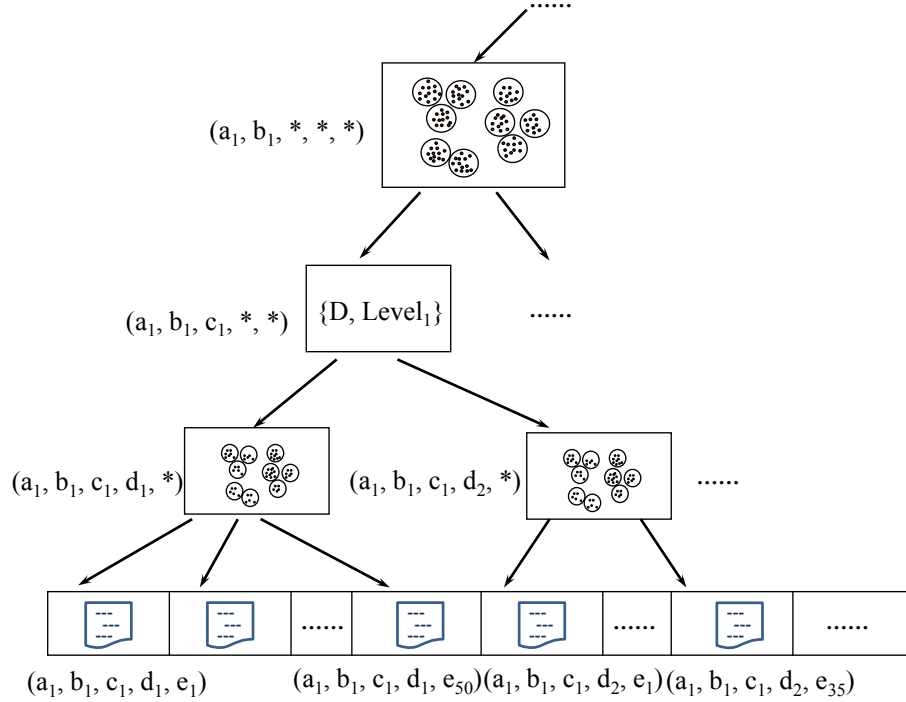 ......
(a₁, b₁, *, *, *)
(a₁, b₁, c₁, *, *)
{D, Level₁}
......
(a₁, b₁, c₁, d₁, *)
(a₁, b₁, c₁, d₂, *)
......
......
......
......
(a₁, b₁, c₁, d₁, e₁)
(a₁, b₁, c₁, d₁, e₅₀)
(a₁, b₁, c₁, d₂, e₁)
(a₁, b₁, c₁, d₂, e₃₅)